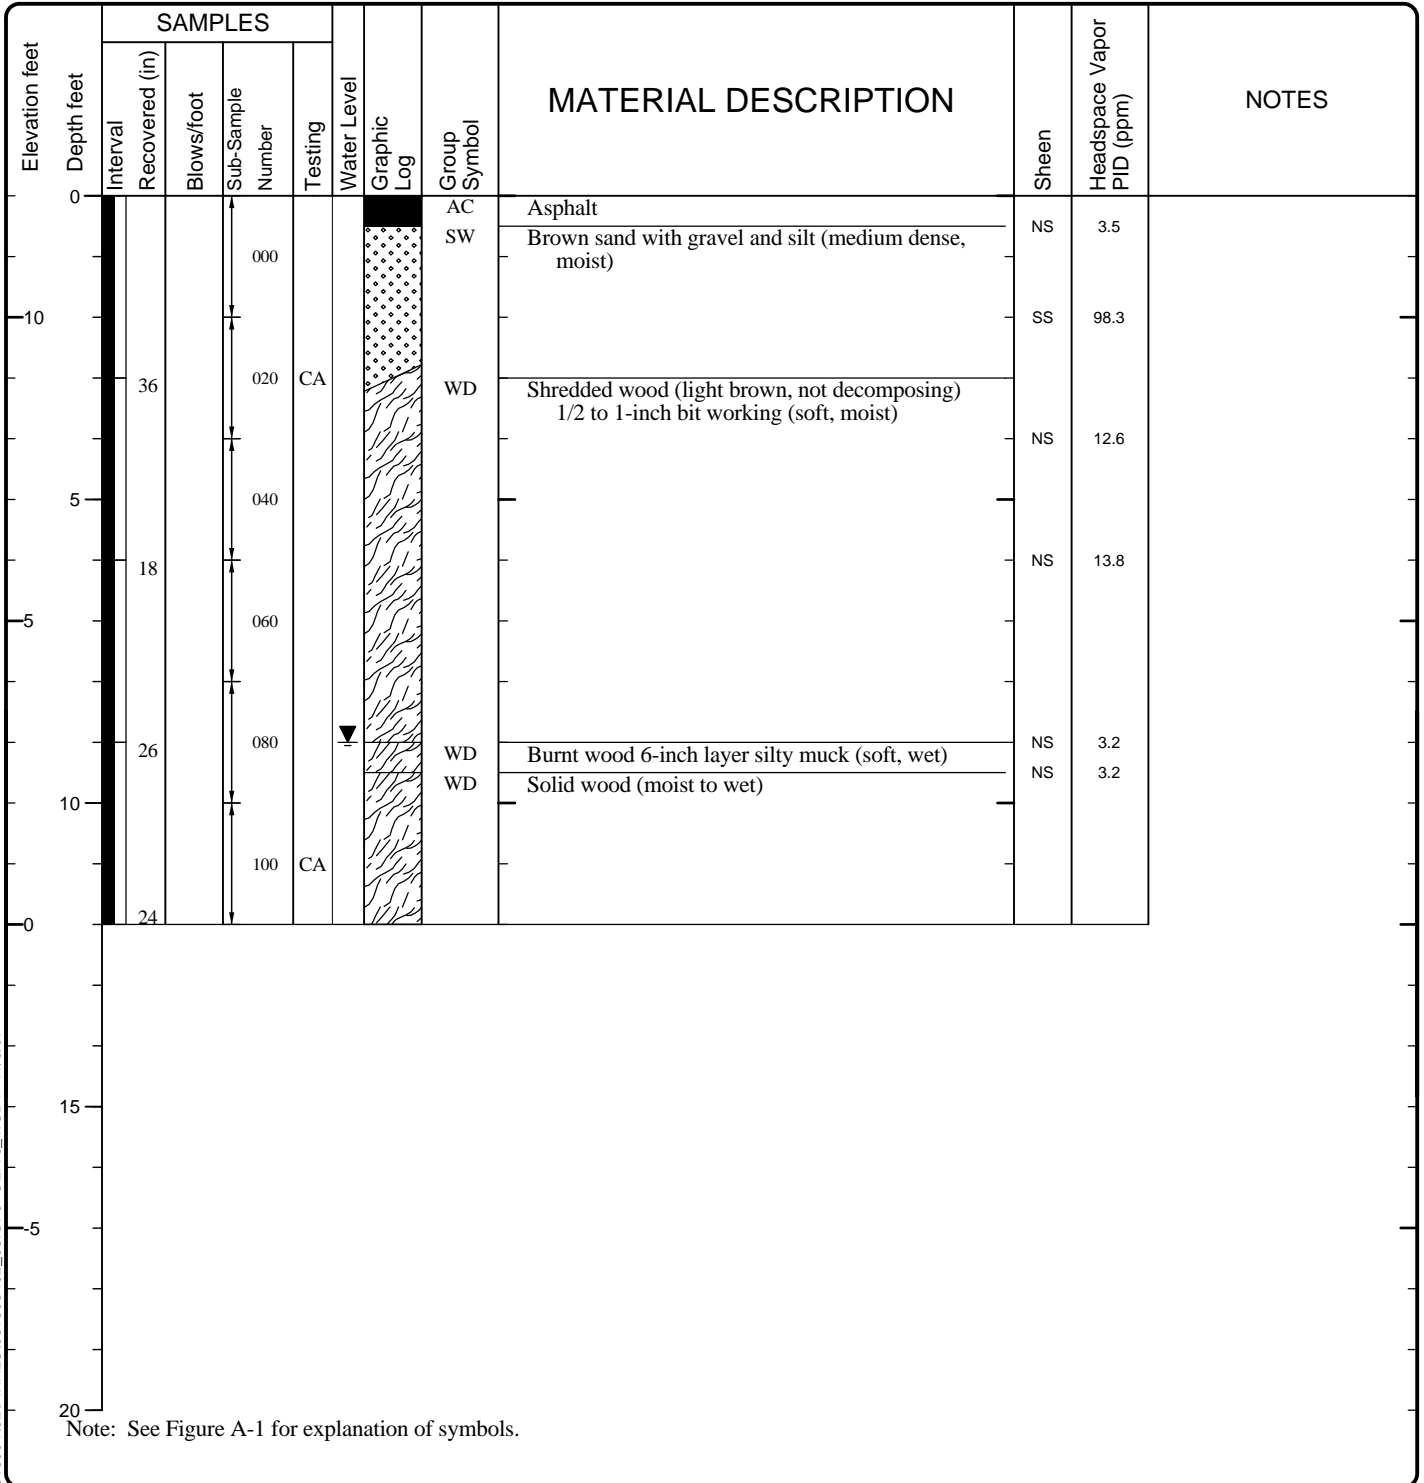 SAMPLES
Elevation feet
Depth feet
Interval
Recovered (in)
Blows/foot
Sub-Sample
Number
Testing
Water Level
Graphic
Log
Group
Symbol
MATERIAL DESCRIPTION
Sheen
Headspace Vapor
PID (ppm)
NOTES
0
AC Asphalt
NS 3.5
SW Brown sand with gravel and silt (medium dense,
moist)
000
10
SS 98.3
36 020 CA
WD Shredded wood (light brown, not decomposing)
1/2 to 1-inch bit working (soft, moist)
NS 12.6
5 040
18
NS 13.8
5 060
26 080
NS 3.2
WD Burnt wood 6-inch layer silty muck (soft, wet)
NS 3.2
WD Solid wood (moist to wet)
10
100 CA
24
0
15
-5
20
Note: See Figure A-1 for explanation of symbols.